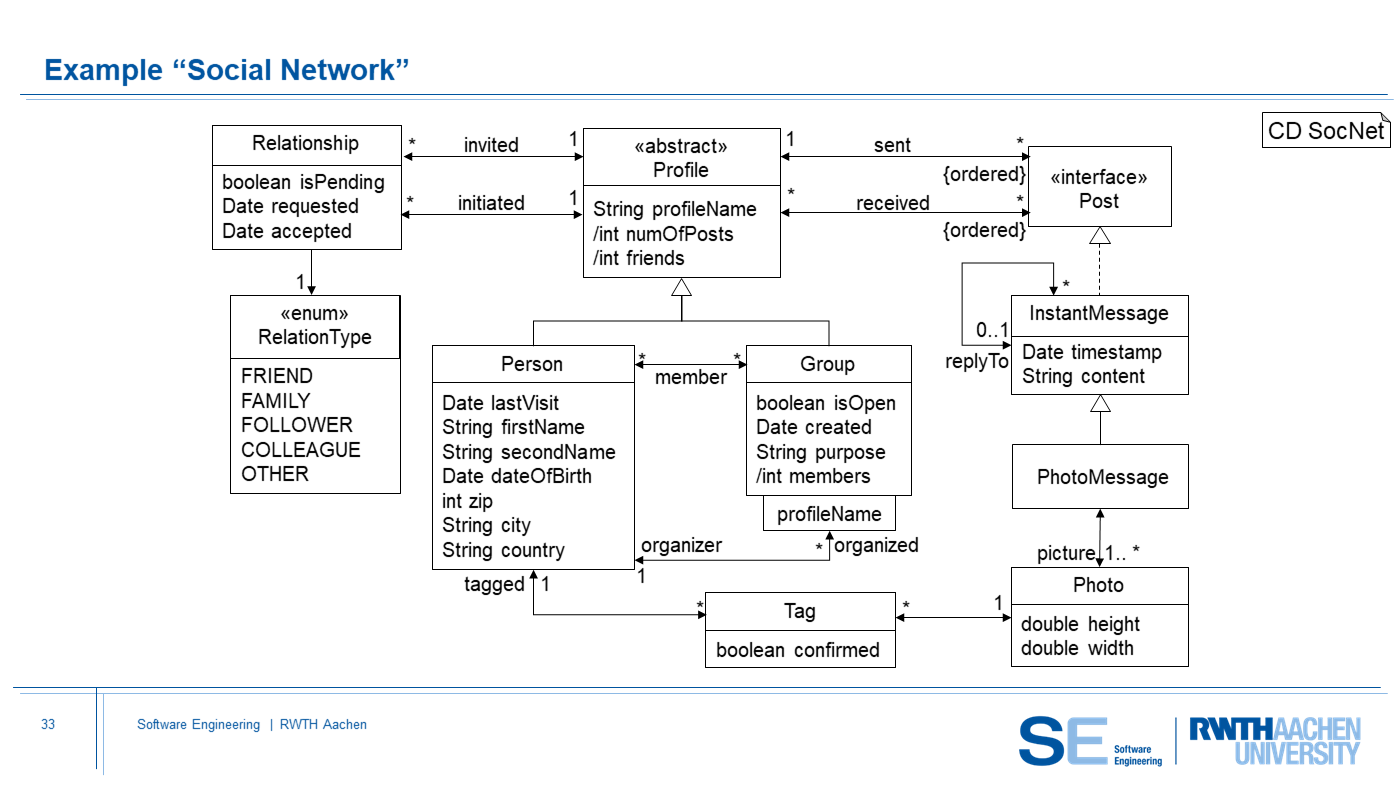 Example “Social Network”
CD SocNet
Relationship
boolean isPending
Date requested
Date accepted
* invited 1
* initiated 1
«abstract»
Profile
String profileName
/int numOfPosts
/int friends
1 sent *
{ordered}
* received *
{ordered}
«interface»
Post
1
«enum»
RelationType
FRIEND
FAMILY
FOLLOWER
COLLEAGUE
OTHER
Person
Date lastVisit
String firstName
String secondName
Date dateOfBirth
int zip
String city
String country
* *
member
Group
boolean isOpen
Date created
String purpose
/int members
profileName
organizer * organized
1
*
0..1
replyTo
InstantMessage
Date timestamp
String content
PhotoMessage
picture 1.. *
Photo
double height
double width
tagged 1
*
Tag
boolean confirmed
* 1
33
Software Engineering | RWTH Aachen
SE
Software
Engineering
RWTHAACHEN
UNIVERSITY